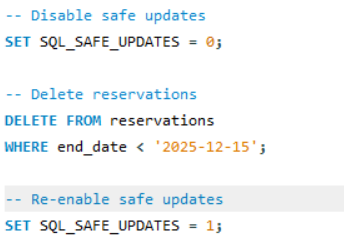 -- Disable safe updates
SET SQL_SAFE_UPDATES = 0;
-- Delete reservations
DELETE FROM reservations
WHERE end_date < '2025-12-15';
-- Re-enable safe updates
SET SQL_SAFE_UPDATES = 1;